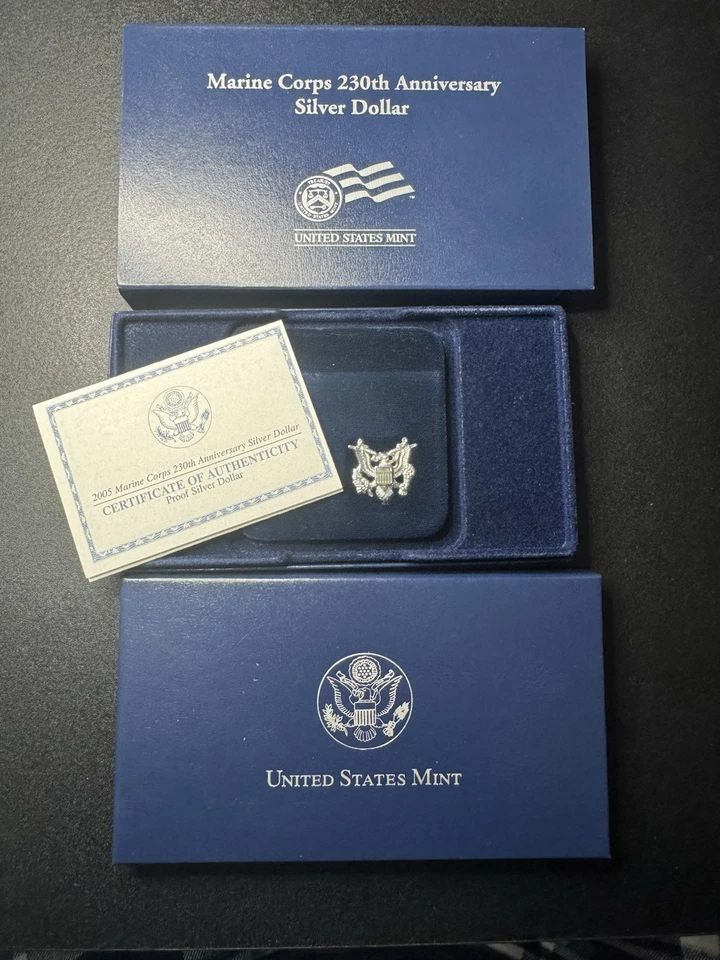 Marine Corps 230th Anniversary
Silver Dollar
UNITED STATES MINT
2005 Marine Corps 230th Anniversary Silver Dollar
CERTIFICATE OF AUTHENTICITY
Proof Silver Dollar
UNITED STATES MINT